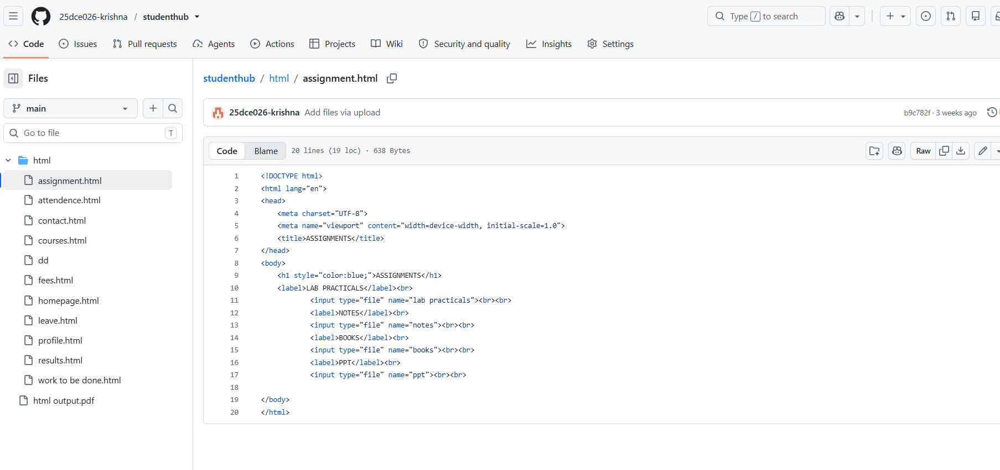 25dce026-krishna / studenthub
Type / to search
Code Issues Pull requests Agents Actions Projects Wiki Security and quality Insights Settings
Files
main
Go to file T
html
assignment.html
attendence.html
contact.html
courses.html
dd
fees.html
homepage.html
leave.html
profile.html
results.html
work to be done.html
html output.pdf
studenthub / html / assignment.html
25dce026-krishna Add files via upload
b9c782f · 3 weeks ago
Code Blame 20 lines (19 loc) · 638 Bytes
Raw
1 <!DOCTYPE html>
2 <html lang="en">
3 <head>
4 <meta charset="UTF-8">
5 <meta name="viewport" content="width=device-width, initial-scale=1.0">
6 <title>ASSIGNMENTS</title>
7 </head>
8 <body>
9 <h1 style="color:blue;">ASSIGNMENTS</h1>
10 <label>LAB PRACTICALS</label><br>
11 <input type="file" name="lab practicals"><br><br>
12 <label>NOTES</label><br>
13 <input type="file" name="notes"><br><br>
14 <label>BOOKS</label><br>
15 <input type="file" name="books"><br><br>
16 <label>PPT</label><br>
17 <input type="file" name="ppt"><br><br>
18
19 </body>
20 </html>